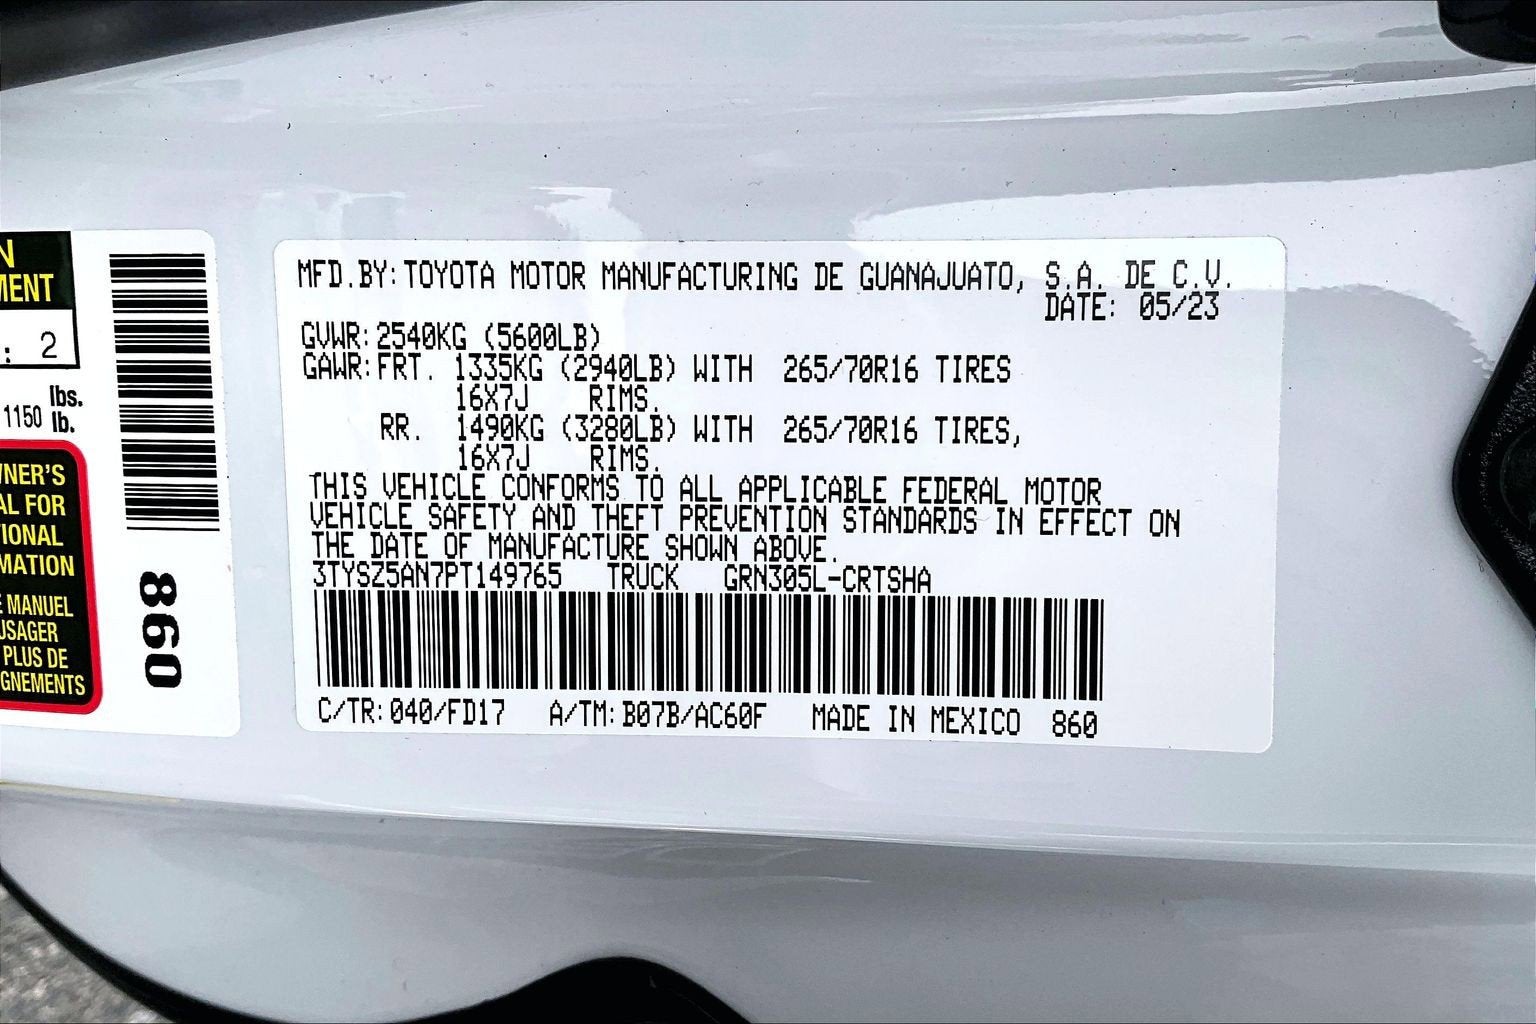 N
MENT
: 2
lbs.
1150 lb.
WNER'S
AL FOR
TIONAL
MATION
E MANUEL
USAGER
PLUS DE
GNEMENTS
860
MFD.BY:TOYOTA MOTOR MANUFACTURING DE GUANAJUATO, S.A. DE C.V.
DATE: 05/23
GVWR:2540KG (5600LB)
GAWR:FRT. 1335KG (2940LB) WITH 265/70R16 TIRES
16X7J RIMS.
RR. 1490KG (3280LB) WITH 265/70R16 TIRES,
16X7J RIMS.
THIS VEHICLE CONFORMS TO ALL APPLICABLE FEDERAL MOTOR
VEHICLE SAFETY AND THEFT PREVENTION STANDARDS IN EFFECT ON
THE DATE OF MANUFACTURE SHOWN ABOVE.
3TYSZ5AN7PT149765 TRUCK GRN305L-CRTSHA
C/TR:040/FD17 A/TM:B07B/AC60F MADE IN MEXICO 860